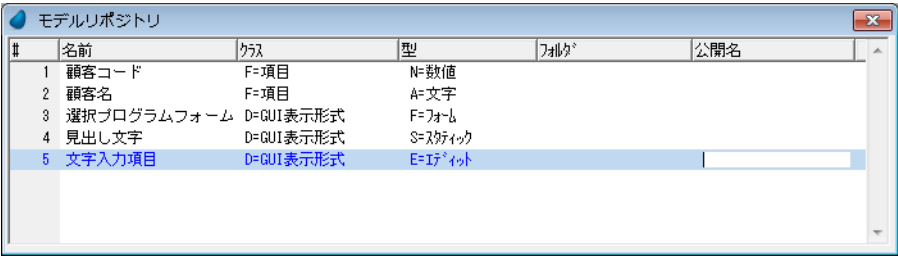 モデルリポジトリ
# 名前 ｸﾗｽ 型 ﾌｫﾙﾀﾞ 公開名
1 顧客コード F=項目 N=数値
2 顧客名 F=項目 A=文字
3 選択プログラムフォーム D=GUI表示形式 F=ﾌｫｰﾑ
4 見出し文字 D=GUI表示形式 S=ｽﾀﾃｨｯｸ
5 文字入力項目 D=GUI表示形式 E=ｴﾃﾞｨｯﾄ